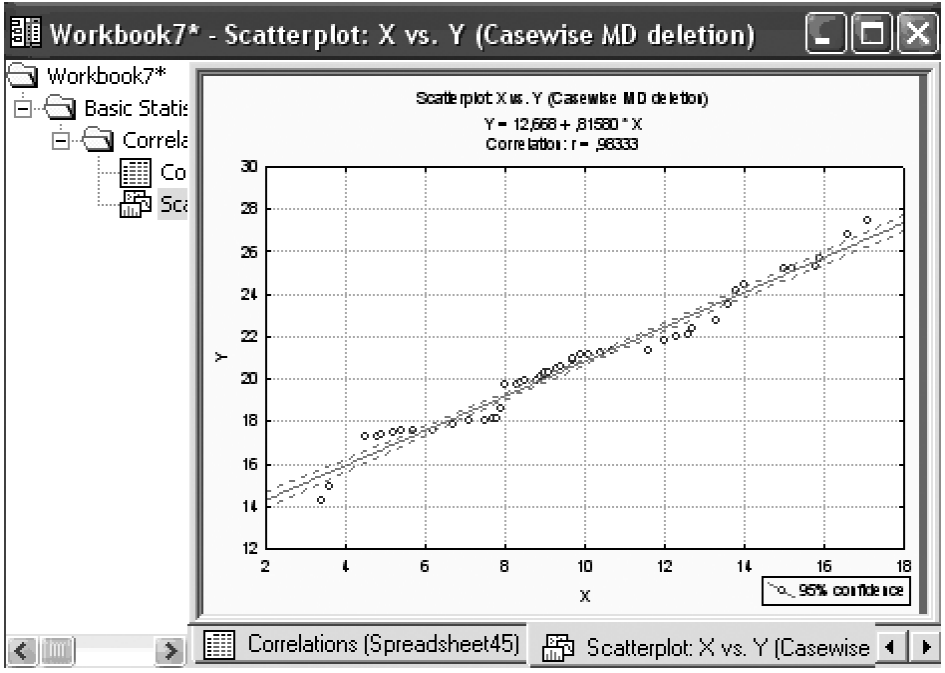 Workbook7* - Scatterplot: X vs. Y (Casewise MD deletion)
Workbook7*
Basic Statis
Correla
Co
Sca
Scatterplot: X vs. Y (Casewise MD deletion)
Y = 12,668 + ,81580 * X
Correlation: r = ,98333
30
28
26
24
22
20
18
16
14
12
Y
2 4 6 8 10 12 14 16 18
X
95% confidence
Correlations (Spreadsheet45)
Scatterplot: X vs. Y (Casewise